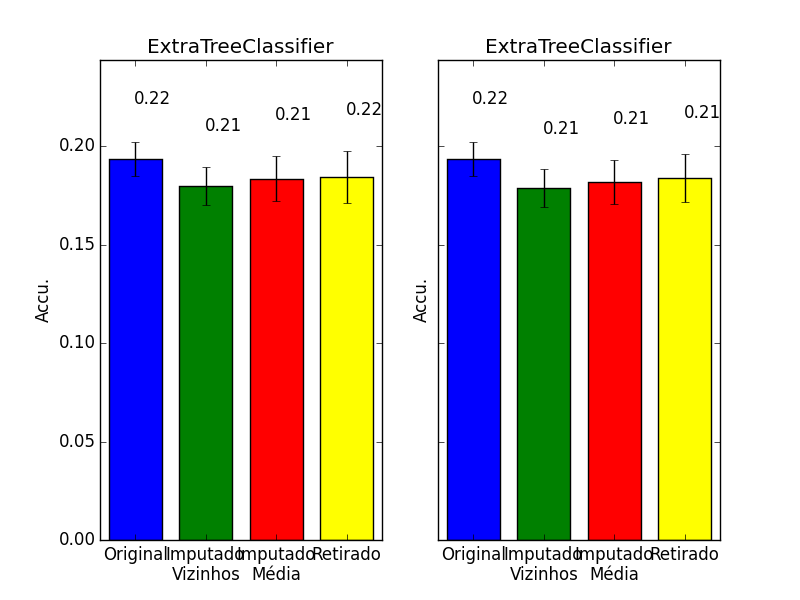 ExtraTreeClassifier
0.22
0.21
0.21
0.22
0.20
0.15
0.10
0.05
0.00
Accu.
Original
Imputado
Vizinhos
Imputado
Média
Retirado
ExtraTreeClassifier
0.22
0.21
0.21
0.21
Accu.
Original
Imputado
Vizinhos
Imputado
Média
Retirado